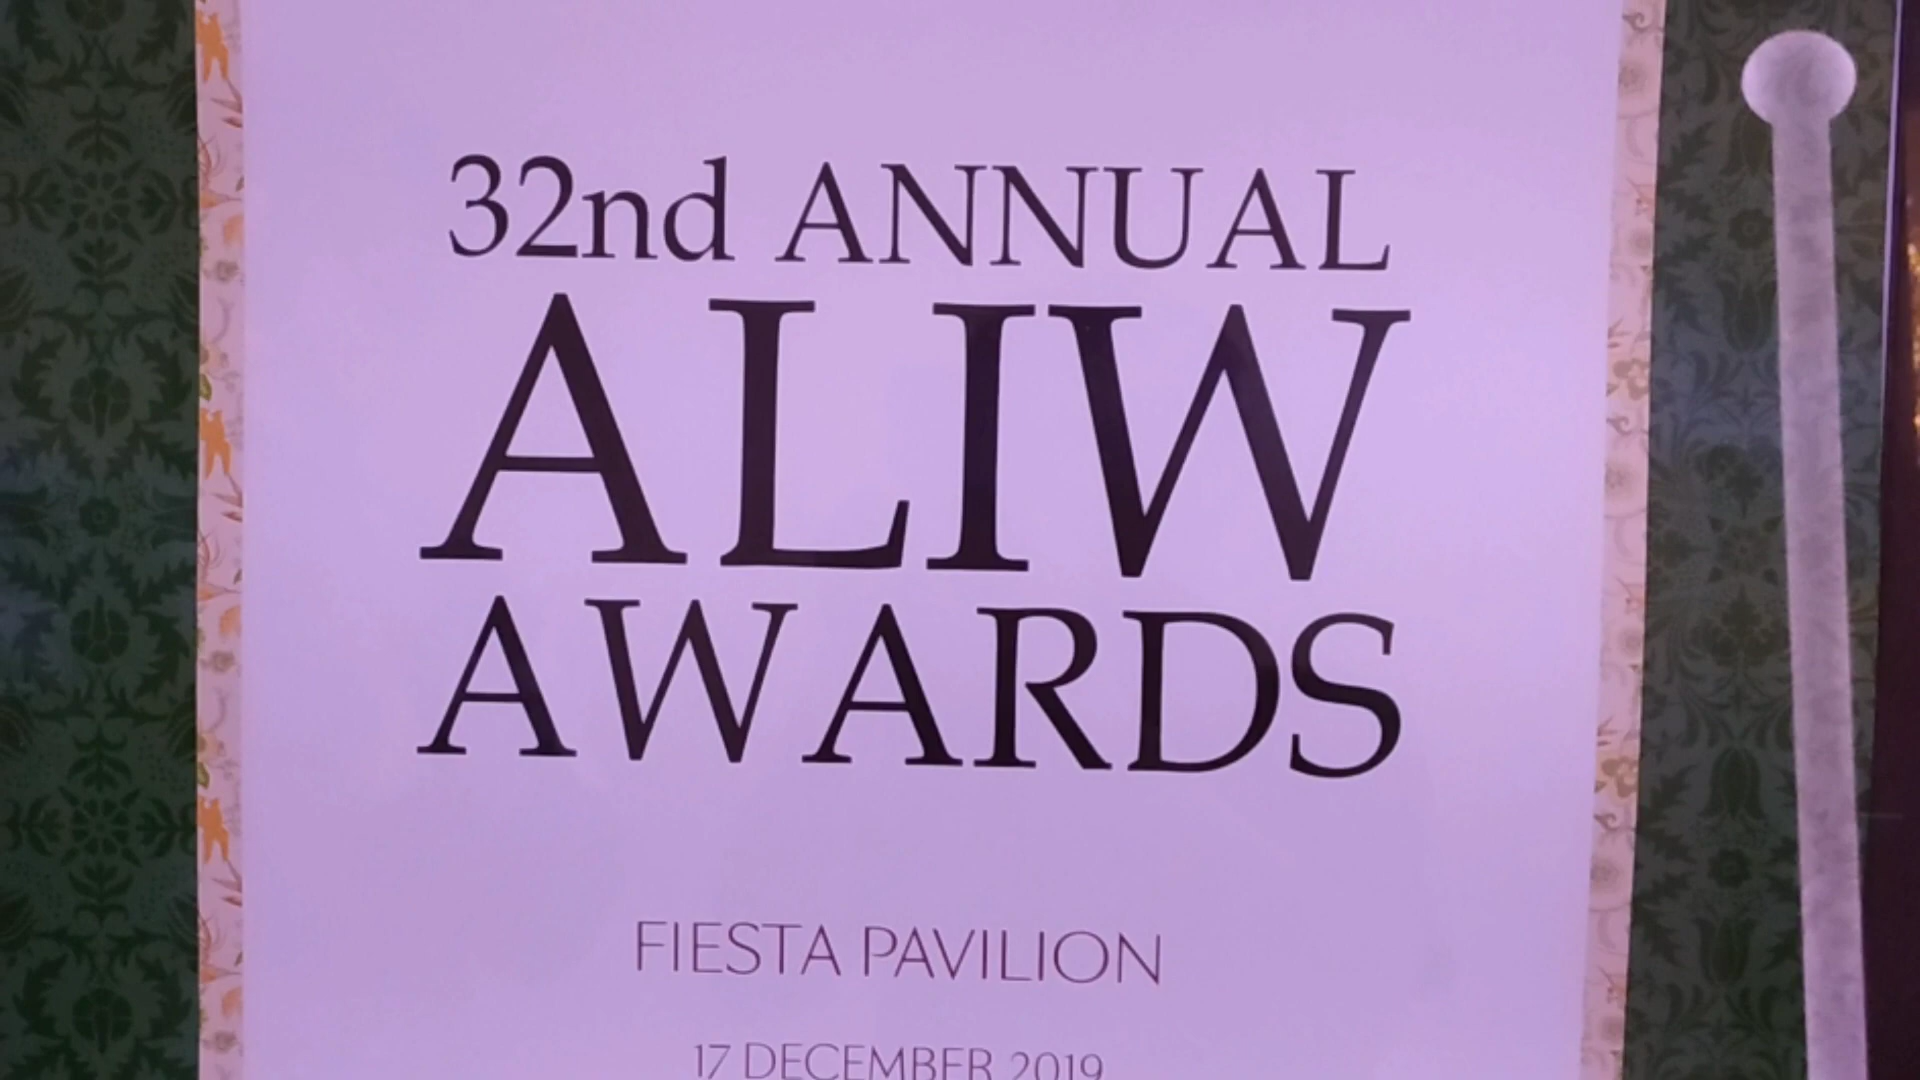 32nd ANNUAL
ALIW
AWARDS
FIESTA PAVILION
17 DECEMBER 2019